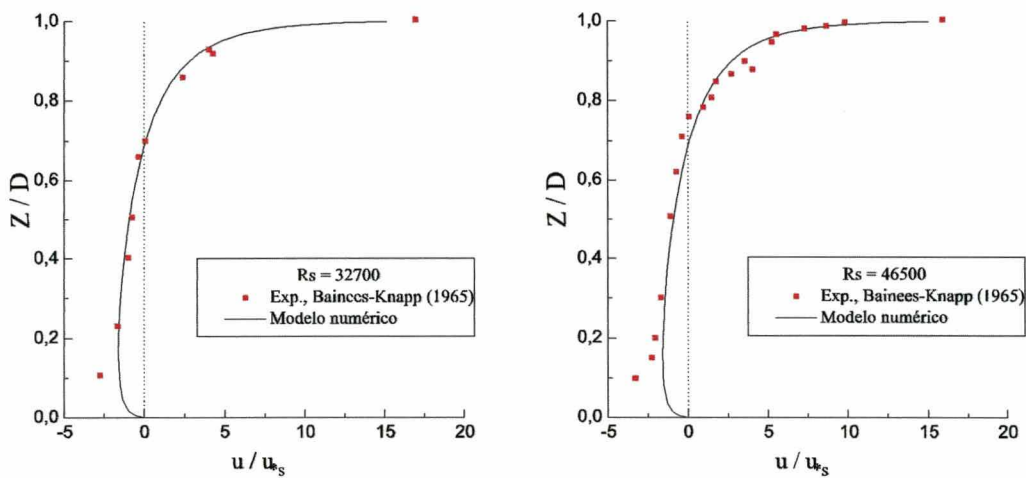 1,0
0,8
0,6
0,4
0,2
0,0
Z / D
-5
0
5
10
15
20
u / u*s
Rs = 32700
Exp., Bainees-Knapp (1965)
Modelo numérico
1,0
0,8
0,6
0,4
0,2
0,0
Z / D
-5
0
5
10
15
20
u / u*s
Rs = 46500
Exp., Bainees-Knapp (1965)
Modelo numérico